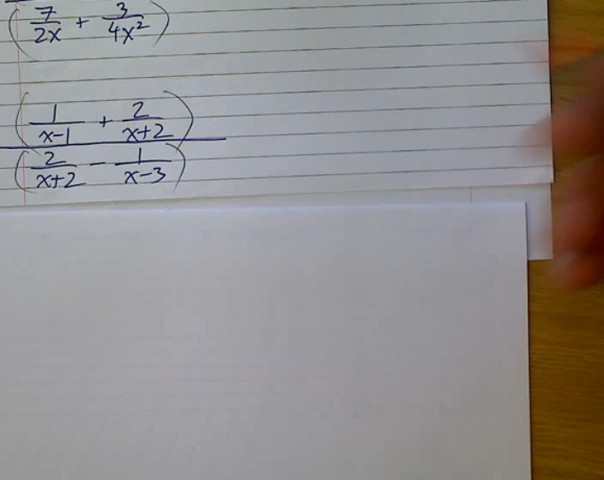 (7/2x + 3/4x²)
(1/x-1 + 2/x+2)
(2/x+2 - 1/x-3)